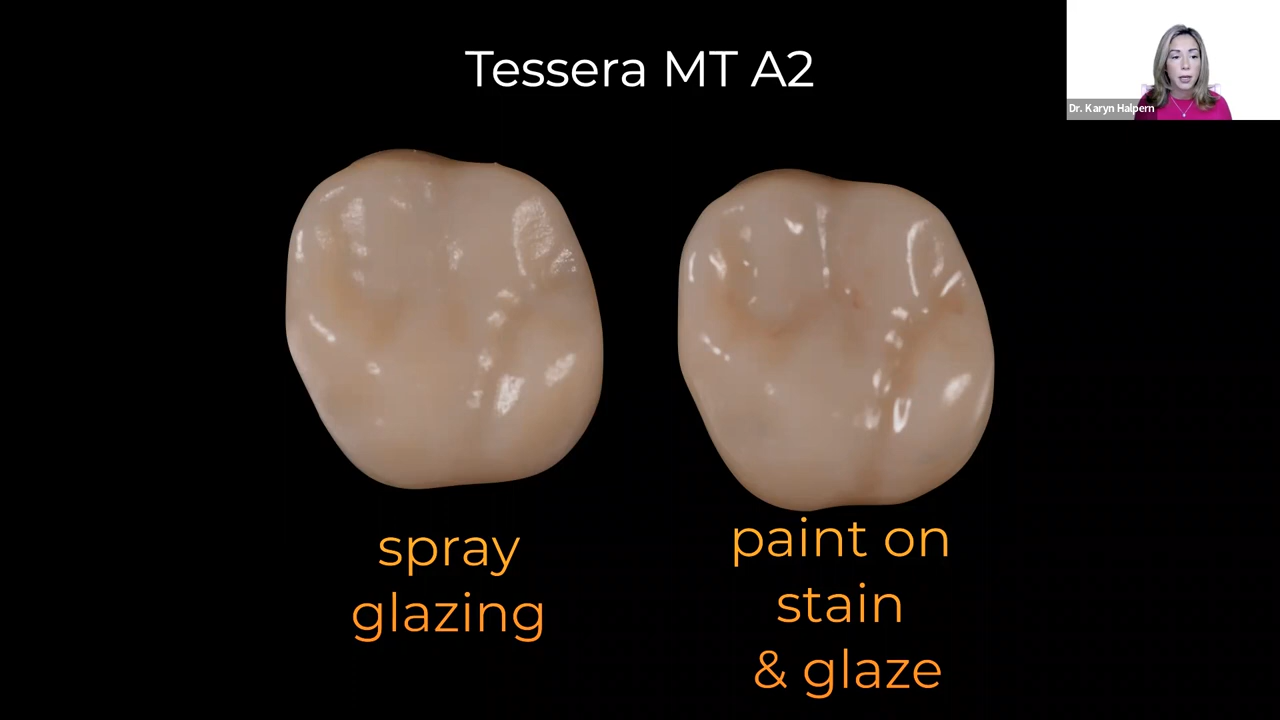 Tessera MT A2
Dr. Karyn Halpern
spray
glazing
paint on
stain
& glaze